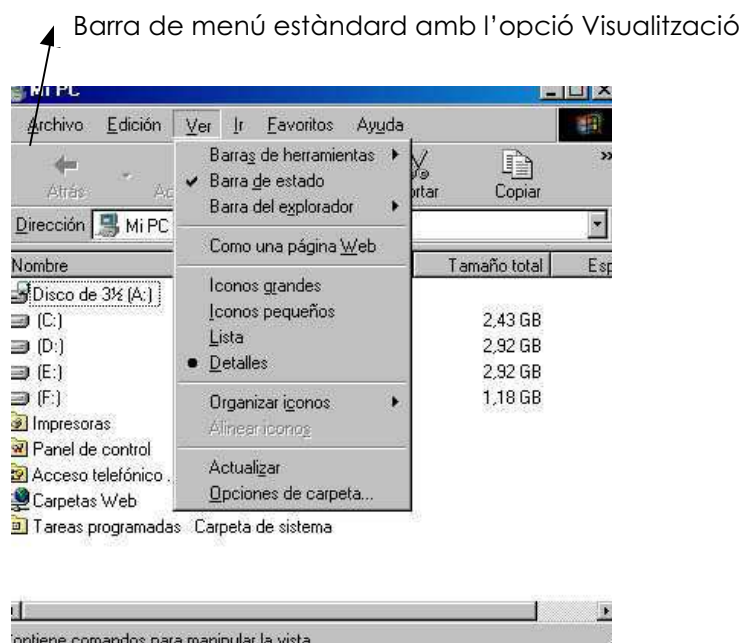 Barra de menú estàndard amb l’opció Visualització
Mi PC
Archivo Edición Ver Ir Favoritos Ayuda
Atrás Copiar
Dirección Mi PC
Nombre Tamaño total
Barras de herramientas
Barra de estado
Barra del explorador
Como una página Web
Iconos grandes
Iconos pequeños
Lista
Detalles
Organizar iconos
Alinear iconos
Actualizar
Opciones de carpeta...
Disco de 3½ (A:)
(C:) 2,43 GB
(D:) 2,92 GB
(E:) 2,92 GB
(F:) 1,18 GB
Impresoras
Panel de control
Acceso telefónico
Carpetas Web
Tareas programadas Carpeta de sistema
comandos para manipular la vista